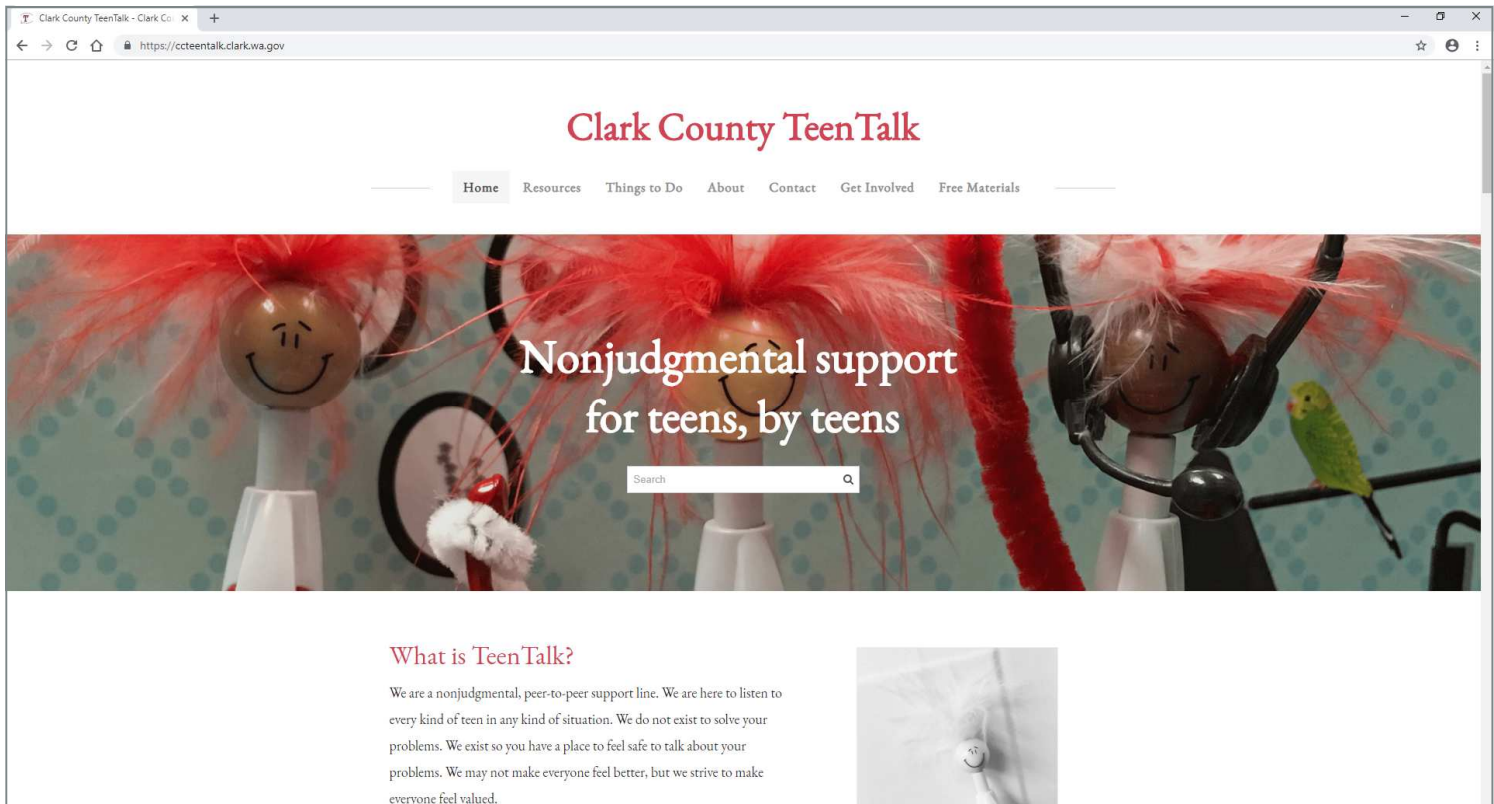 Clark County TeenTalk - Clark Co
https://ccteentalk.clark.wa.gov
Clark County TeenTalk
Home Resources Things to Do About Contact Get Involved Free Materials
Nonjudgmental support
for teens, by teens
Search
What is TeenTalk?
We are a nonjudgmental, peer-to-peer support line. We are here to listen to
every kind of teen in any kind of situation. We do not exist to solve your
problems. We exist so you have a place to feel safe to talk about your
problems. We may not make everyone feel better, but we strive to make
everyone feel valued.